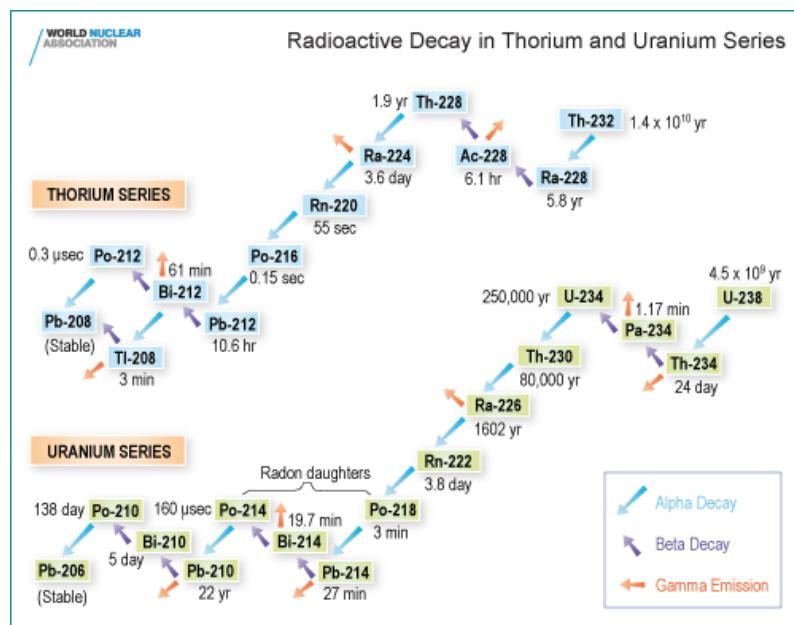 WORLD NUCLEAR
ASSOCIATION
Radioactive Decay in Thorium and Uranium Series
1.9 yr
Th-228
Th-232
1.4 x 10¹⁰ yr
Ra-224
3.6 day
Ac-228
6.1 hr
Ra-228
5.8 yr
THORIUM SERIES
Rn-220
55 sec
0.3 µsec
Po-212
61 min
Bi-212
Po-216
0.15 sec
Pb-208
(Stable)
Tl-208
3 min
Pb-212
10.6 hr
250,000 yr
U-234
4.5 x 10⁹ yr
U-238
1.17 min
Pa-234
Th-230
80,000 yr
Th-234
24 day
Ra-226
1602 yr
URANIUM SERIES
Rn-222
3.8 day
Radon daughters
138 day
Po-210
160 µsec
Po-214
19.7 min
Po-218
3 min
Bi-210
5 day
Bi-214
Pb-206
(Stable)
Pb-210
22 yr
Pb-214
27 min
Alpha Decay
Beta Decay
Gamma Emission